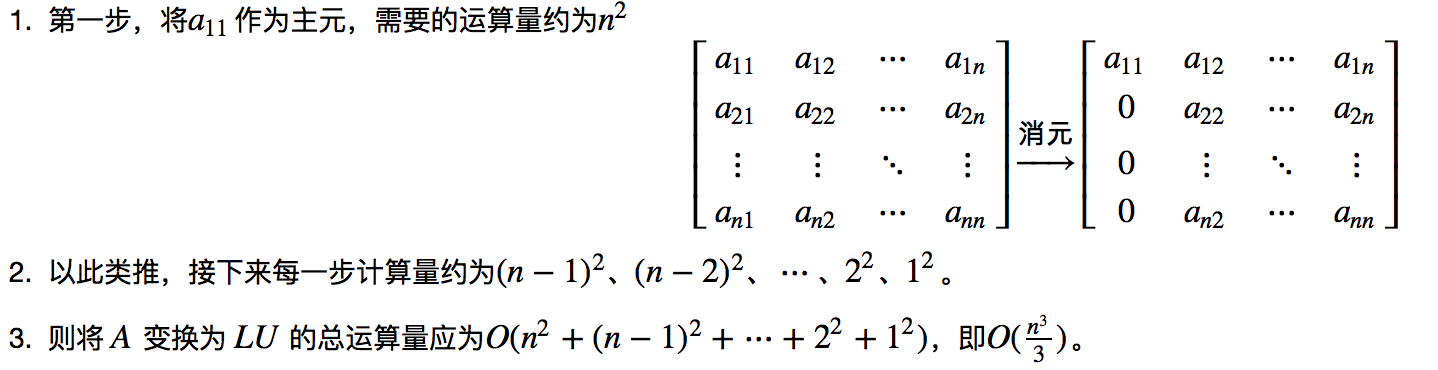 1. 第一步，将a₁₁作为主元，需要的运算量约为n²
a₁₁ a₁₂ ⋯ a₁ₙ a₁₁ a₁₂ ⋯ a₁ₙ
a₂₁ a₂₂ ⋯ a₂ₙ 消元 0 a₂₂ ⋯ a₂ₙ
⋮ ⋮ ⋱ ⋮ ⟶ 0 ⋮ ⋱ ⋮
aₙ₁ aₙ₂ ⋯ aₙₙ 0 aₙ₂ ⋯ aₙₙ
2. 以此类推，接下来每一步计算量约为(n − 1)²、(n − 2)²、⋯、2²、1²。
3. 则将 A 变换为 LU 的总运算量应为O(n² + (n − 1)² + ⋯ + 2² + 1²)，即O(n³/3)。